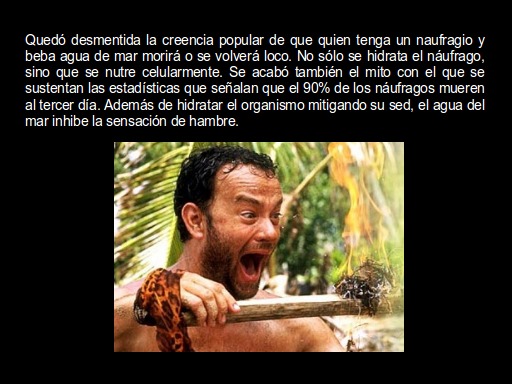 Quedó desmentida la creencia popular de que quien tenga un naufragio y
beba agua de mar morirá o se volverá loco. No sólo se hidrata el náufrago,
sino que se nutre celularmente. Se acabó también el mito con el que se
sustentan las estadísticas que señalan que el 90% de los náufragos mueren
al tercer día. Además de hidratar el organismo mitigando su sed, el agua del
mar inhibe la sensación de hambre.